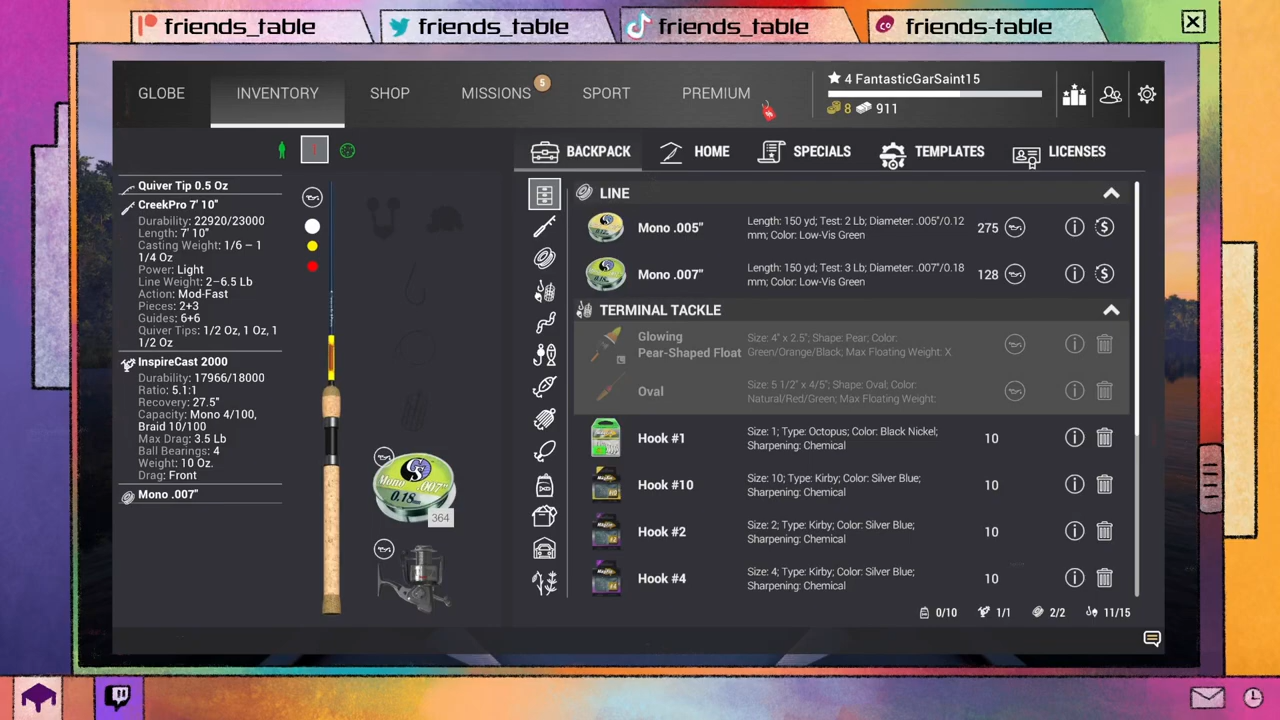 friends_table
friends_table
friends_table
friends-table
GLOBE
INVENTORY
SHOP
MISSIONS
5
SPORT
PREMIUM
4 FantasticGarSaint15
8
911
BACKPACK
HOME
SPECIALS
TEMPLATES
LICENSES
Quiver Tip 0.5 Oz
CreekPro 7' 10"
Durability: 22920/23000
Length: 7' 10"
Casting Weight: 1/6 – 1
1/4 Oz
Power: Light
Line Weight: 2–6.5 Lb
Action: Mod-Fast
Pieces: 2+3
Guides: 6+6
Quiver Tips: 1/2 Oz, 1 Oz, 1
1/2 Oz
InspireCast 2000
Durability: 17966/18000
Ratio: 5.1:1
Recovery: 27.5"
Capacity: Mono 4/100,
Braid 10/100
Max Drag: 3.5 Lb
Ball Bearings: 4
Weight: 10 Oz.
Drag: Front
Mono .007"
Mono .007"
0.18
364
LINE
Mono .005"
Length: 150 yd; Test: 2 Lb; Diameter: .005"/0.12
mm; Color: Low-Vis Green
275
Mono .007"
Length: 150 yd; Test: 3 Lb; Diameter: .007"/0.18
mm; Color: Low-Vis Green
128
TERMINAL TACKLE
Glowing
Pear-Shaped Float
Size: 4" x 2.5"; Shape: Pear; Color:
Green/Orange/Black; Max Floating Weight: X
Oval
Size: 5 1/2" x 4/5"; Shape: Oval; Color:
Natural/Red/Green; Max Floating Weight:
Hook #1
Size: 1; Type: Octopus; Color: Black Nickel;
Sharpening: Chemical
10
Hook #10
Size: 10; Type: Kirby; Color: Silver Blue;
Sharpening: Chemical
10
Hook #2
Size: 2; Type: Kirby; Color: Silver Blue;
Sharpening: Chemical
10
Hook #4
Size: 4; Type: Kirby; Color: Silver Blue;
Sharpening: Chemical
10
0/10
1/1
2/2
11/15